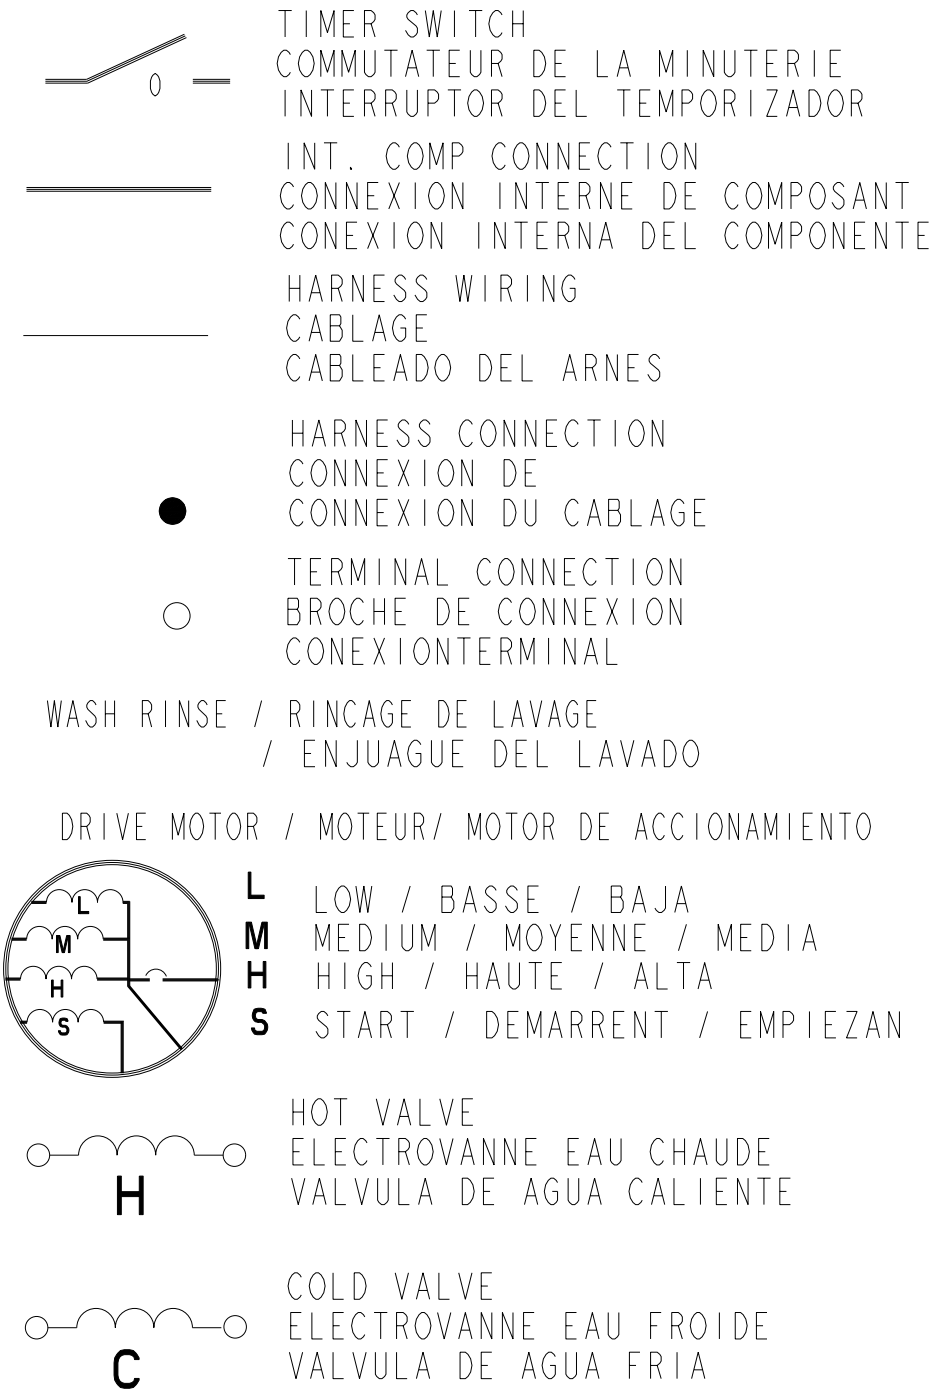 TIMER SWITCH
COMMUTATEUR DE LA MINUTERIE
INTERRUPTOR DEL TEMPORIZADOR
INT. COMP CONNECTION
CONNEXION INTERNE DE COMPOSANT
CONEXION INTERNA DEL COMPONENTE
HARNESS WIRING
CABLAGE
CABLEADO DEL ARNES
HARNESS CONNECTION
CONNEXION DE
CONNEXION DU CABLAGE
TERMINAL CONNECTION
BROCHE DE CONNEXION
CONEXIONTERMINAL
WASH RINSE / RINCAGE DE LAVAGE
/ ENJUAGUE DEL LAVADO
DRIVE MOTOR / MOTEUR/ MOTOR DE ACCIONAMIENTO
L
M
H
S
L LOW / BASSE / BAJA
M MEDIUM / MOYENNE / MEDIA
H HIGH / HAUTE / ALTA
S START / DEMARRENT / EMPIEZAN
HOT VALVE
ELECTROVANNE EAU CHAUDE
VALVULA DE AGUA CALIENTE
H
COLD VALVE
ELECTROVANNE EAU FROIDE
VALVULA DE AGUA FRIA
C